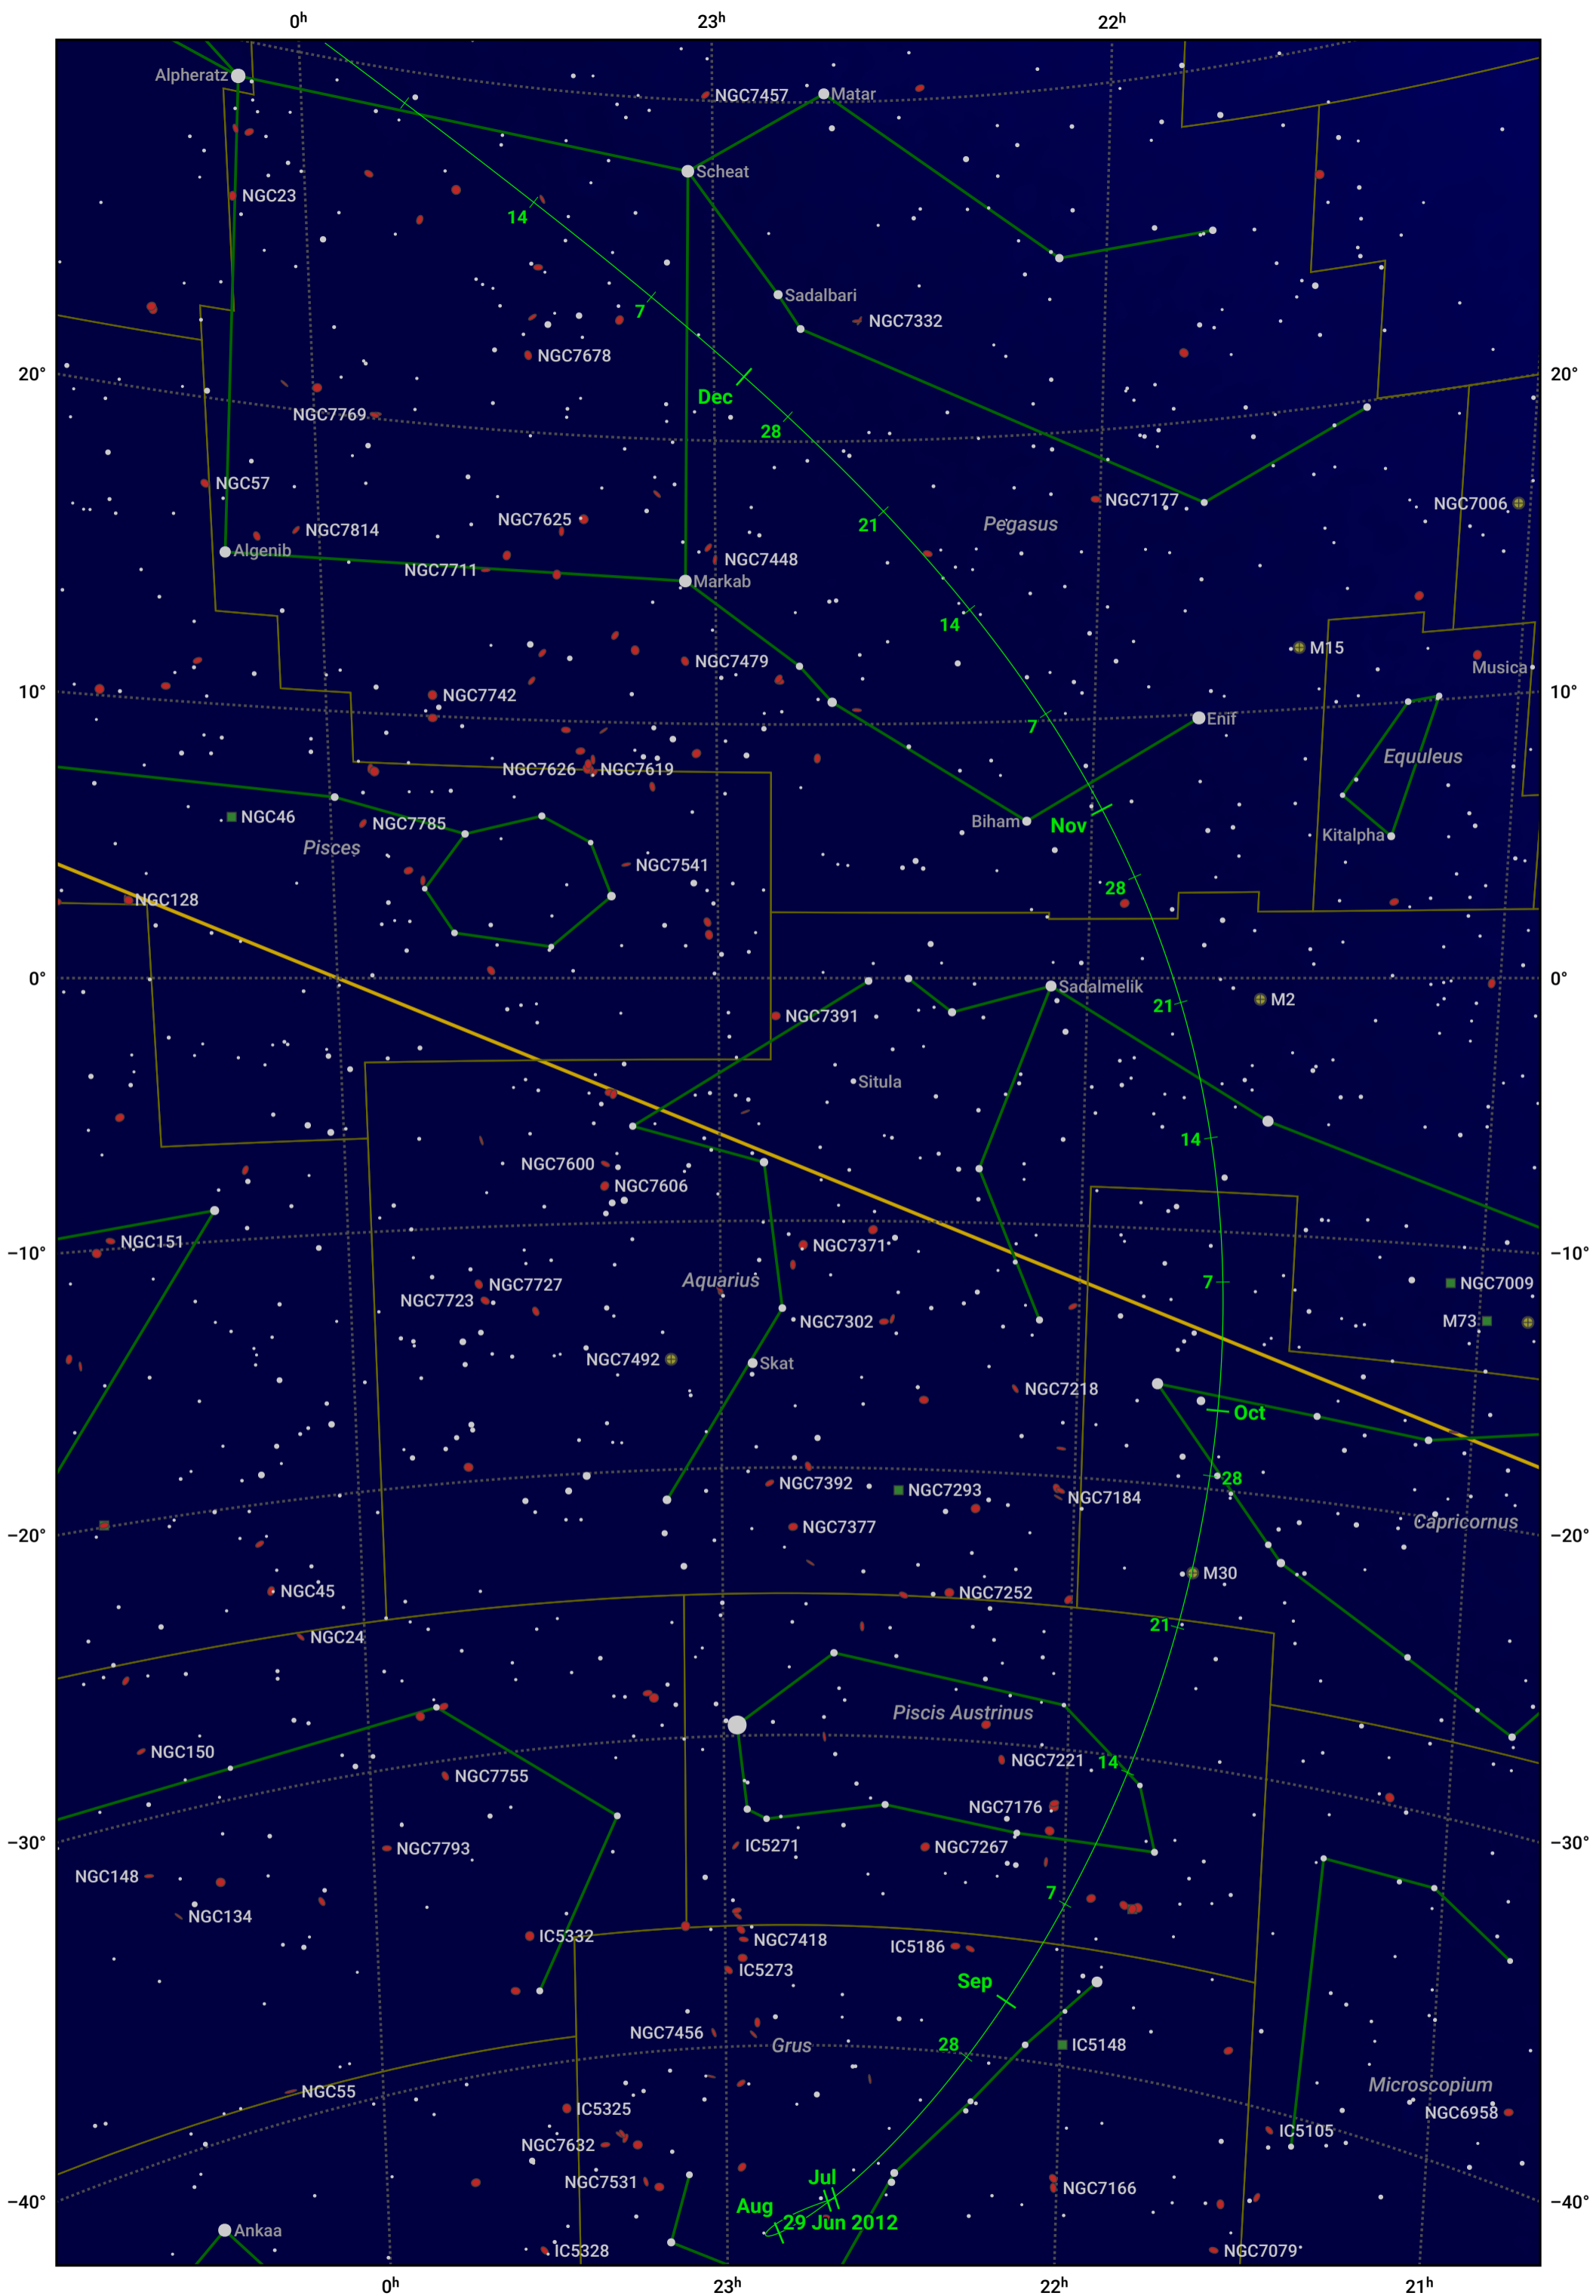 0h 23h 22h
Alpheratz
NGC7457
Matar
Scheat
NGC23
14
Sadalbari
7
NGC7332
NGC7678
20° 20°
Dec
NGC7769
28
NGC57
NGC7177
NGC7006
NGC7625
21
Pegasus
NGC7814
Algenib
NGC7448
NGC7711
Markab
14
M15
NGC7479
Musica
10° 10°
NGC7742
7
Enif
Equuleus
NGC7626 NGC7619
NGC46
NGC7785
Biham
Nov
Kitalpha
Pisces
NGC7541
28
NGC128
0° 0°
Sadalmelik
21
M2
NGC7391
Situla
14
NGC7600
NGC7606
NGC151
NGC7371
−10° −10°
Aquarius
7
NGC7009
NGC7727
NGC7723
NGC7302
M73
NGC7492
Skat
NGC7218
Oct
28
NGC7392
NGC7293
NGC7184
Capricornus
NGC7377
−20° −20°
M30
NGC45
NGC7252
21
NGC24
Piscis Austrinus
NGC150
NGC7221
14
NGC7755
NGC7176
−30° −30°
NGC7793
IC5271
NGC7267
NGC148
7
NGC134
IC5332
NGC7418
IC5186
IC5273
Sep
NGC7456
Grus
28
IC5148
NGC55
Microscopium
IC5325
NGC6958
IC5105
NGC7632
NGC7531
Jul
NGC7166
−40° −40°
Aug
29 Jun 2012
Ankaa
IC5328
NGC7079
0h 23h 22h 21h